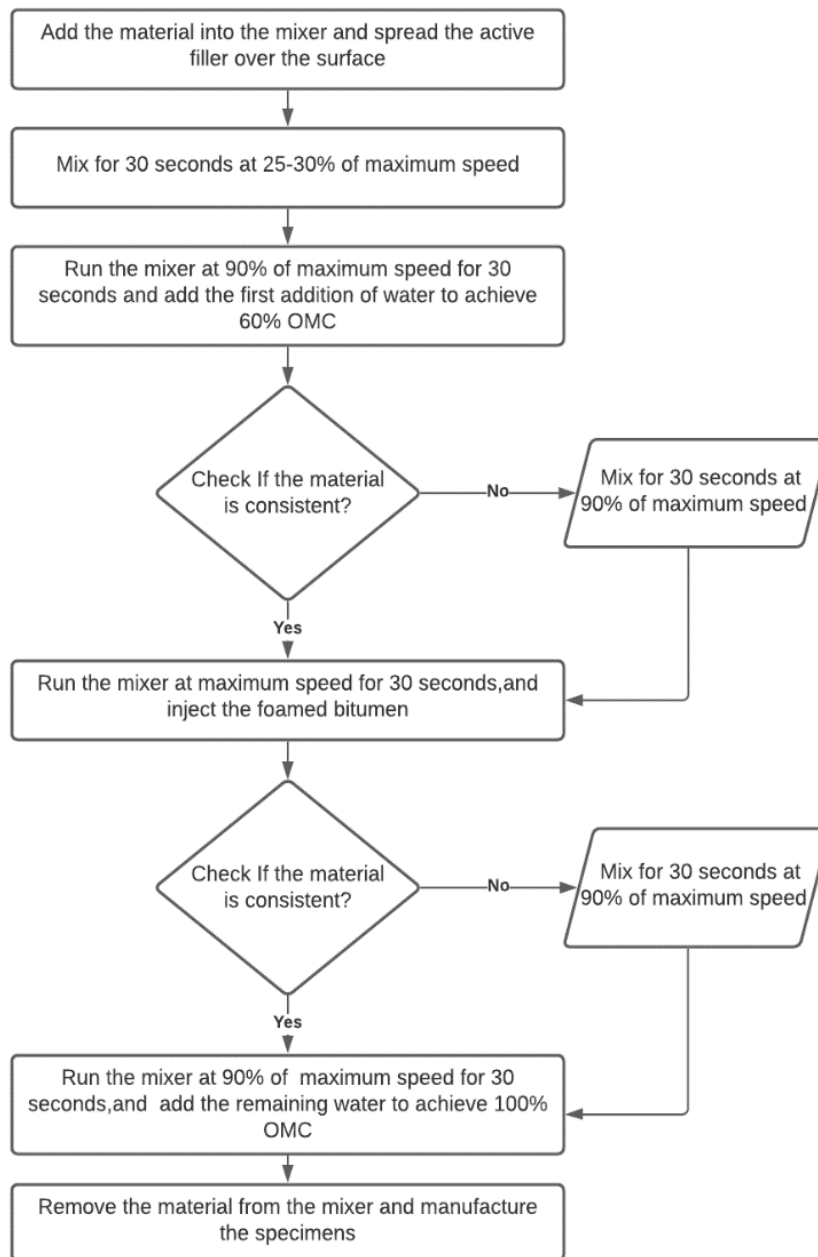 Add the material into the mixer and spread the active
filler over the surface
Mix for 30 seconds at 25-30% of maximum speed
Run the mixer at 90% of maximum speed for 30
seconds and add the first addition of water to achieve
60% OMC
Check If the material
is consistent?
No
Mix for 30 seconds at
90% of maximum speed
Yes
Run the mixer at maximum speed for 30 seconds,and
inject the foamed bitumen
Check If the material
is consistent?
No
Mix for 30 seconds at
90% of maximum speed
Yes
Run the mixer at 90% of  maximum speed for 30
seconds,and  add the remaining water to achieve 100%
OMC
Remove the material from the mixer and manufacture
the specimens